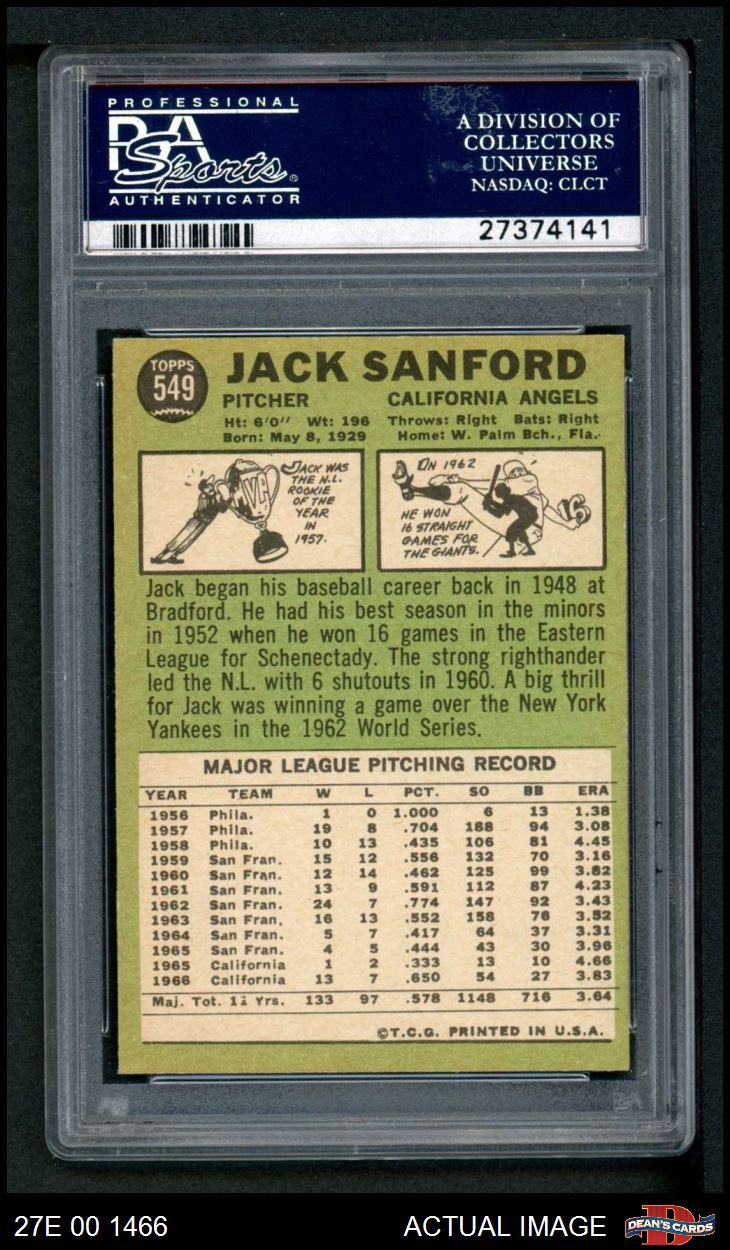 PROFESSIONAL
PSA
Sports®
AUTHENTICATOR
A DIVISION OF
COLLECTORS
UNIVERSE
NASDAQ: CLCT
27374141
TOPPS
549
JACK SANFORD
PITCHER CALIFORNIA ANGELS
Ht: 6'0'' Wt: 196 Throws: Right Bats: Right
Born: May 8, 1929 Home: W. Palm Bch., Fla.
JACK WAS
THE N.L.
ROOKIE
OF THE
YEAR
IN
1957.
IN 1962
HE WON
16 STRAIGHT
GAMES FOR
THE GIANTS.
Jack began his baseball career back in 1948 at
Bradford. He had his best season in the minors
in 1952 when he won 16 games in the Eastern
League for Schenectady. The strong righthander
led the N.L. with 6 shutouts in 1960. A big thrill
for Jack was winning a game over the New York
Yankees in the 1962 World Series.
MAJOR LEAGUE PITCHING RECORD
YEAR TEAM W L PCT. SO BB ERA
1956 Phila. 1 0 1.000 6 13 1.38
1957 Phila. 19 8 .704 188 94 3.08
1958 Phila. 10 13 .435 106 81 4.45
1959 San Fran. 15 12 .556 132 70 3.16
1960 San Fran. 12 14 .462 125 99 3.82
1961 San Fran. 13 9 .591 112 87 4.23
1962 San Fran. 24 7 .774 147 92 3.43
1963 San Fran. 16 13 .552 158 76 3.52
1964 San Fran. 5 7 .417 64 37 3.31
1965 San Fran. 4 5 .444 43 30 3.96
1965 California 1 2 .333 13 10 4.66
1966 California 13 7 .650 54 27 3.83
Maj. Tot. Yrs. 133 97 .578 1148 716 3.64
©T.C.G. PRINTED IN U.S.A.
27E 00 1466 ACTUAL IMAGE
DEAN'S CARDS